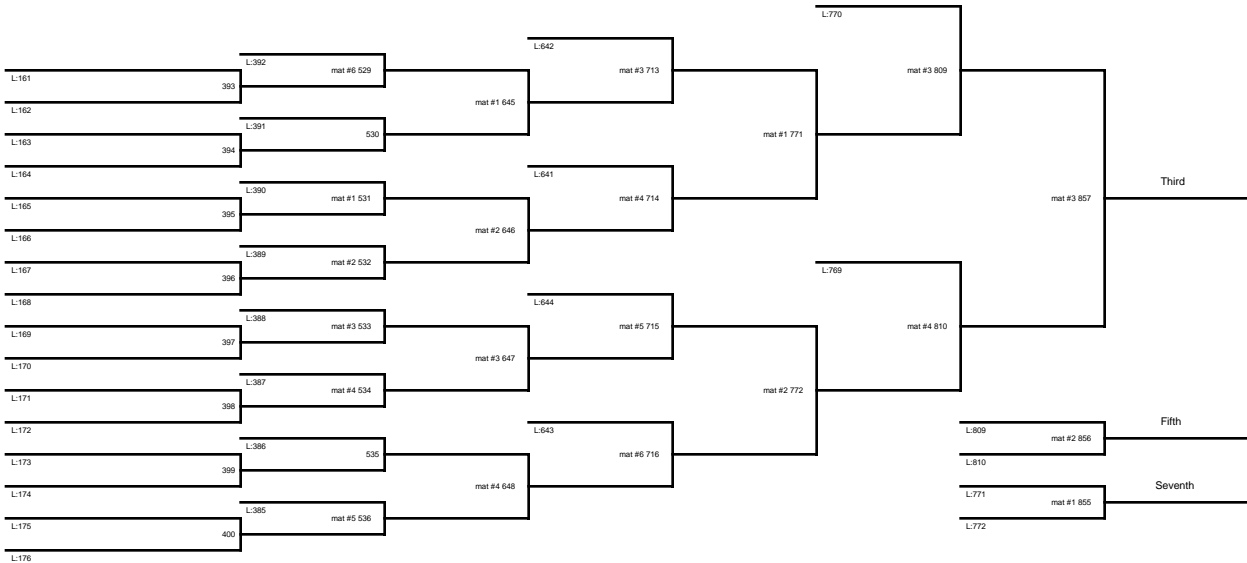 L:770
L:642
L:392
mat #6 529
mat #3 713
mat #3 809
L:161
393
mat #1 645
L:162
L:391
530
mat #1 771
L:163
394
L:164
L:641
L:390
mat #1 531
mat #4 714
mat #3 857
Third
L:165
395
mat #2 646
L:166
L:389
mat #2 532
L:167
L:769
396
L:168
L:644
L:388
mat #3 533
mat #5 715
mat #4 810
L:169
397
mat #3 647
L:170
L:387
mat #4 534
mat #2 772
L:171
398
L:172
L:643
Fifth
L:809
mat #2 856
L:386
535
mat #6 716
L:173
L:810
399
mat #4 648
Seventh
L:174
L:771
mat #1 855
L:385
mat #5 536
L:175
L:772
400
L:176